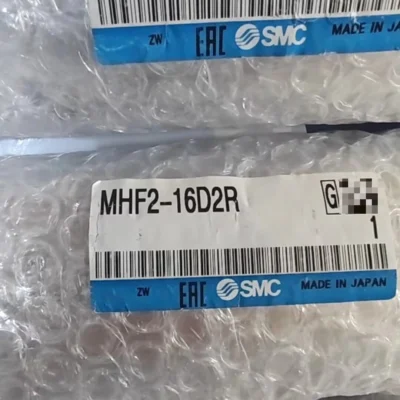 ZW EAC SMC MADE IN JAPAN
MHF2-16D2R G
1
ZW EAC SMC MADE IN JAPAN